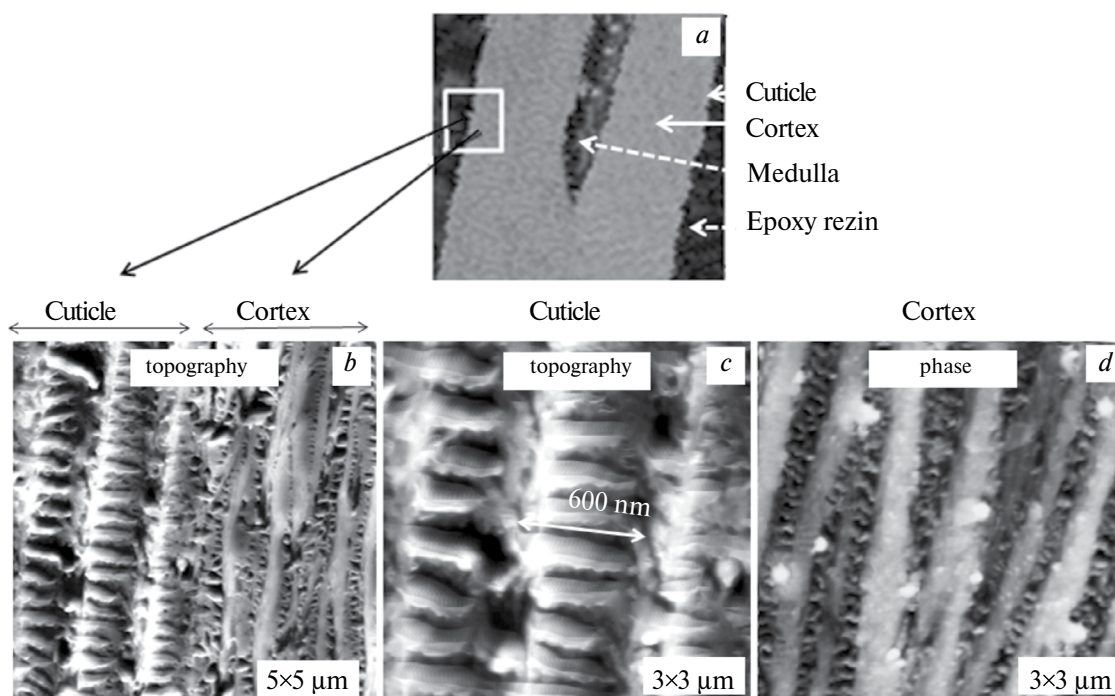 a
Cuticle
Cortex
Medulla
Epoxy rezin
Cuticle
Cortex
Cuticle
Cortex
topography
b
topography
c
phase
d
600 nm
5×5 µm
3×3 µm
3×3 µm